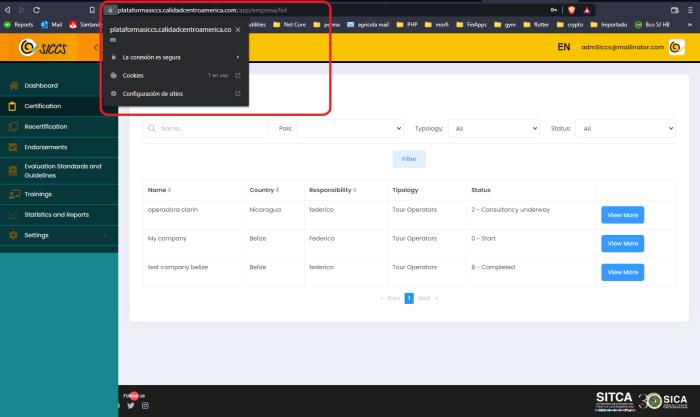 plataformasiccs.calidadcentroamerica.com/app/empresa/list
Reports Mail Santand utilities Net Core perma agricola mail PHP morfi FinApps gym flutter crypto Importado Bco SJ HB »
plataformasiccs.calidadcentroamerica.co
m
La conexión es segura
Cookies 1 en uso
Configuración de sitios
SICCS
EN admSiccs@mailinator.com
Dashboard
Certification
Recertification
Endorsements
Evaluation Standards and
Guidelines
Trainings
Statistics and Reports
Settings
Name... País: Typology: All Status: All
Filter
Name Country Responsibility Tipology Status
operadora clarin Nicaragua federico Tour Operators 2 - Consultancy underway View More
My company Belize Federico Tour Operators 0 - Start View More
test company belize Belize federico Tour Operators 8 - Completed View More
« Prev 1 Next »
Follow us
SITCA
SICA